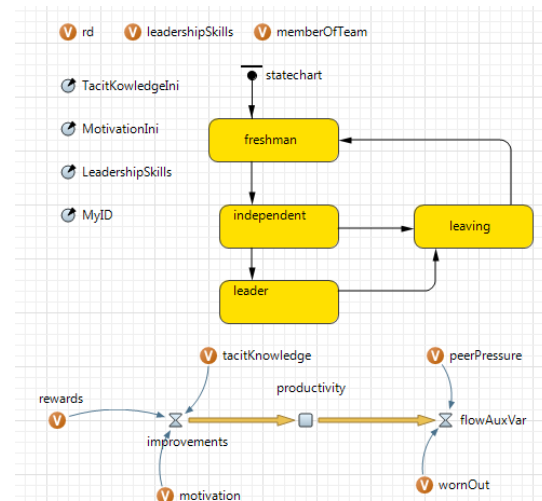 rd
leadershipSkills
memberOfTeam
statechart
TacitKowledgeIni
freshman
MotivationIni
LeadershipSkills
MyID
independent
leaving
leader
tacitKnowledge
peerPressure
productivity
rewards
flowAuxVar
improvements
wornOut
motivation